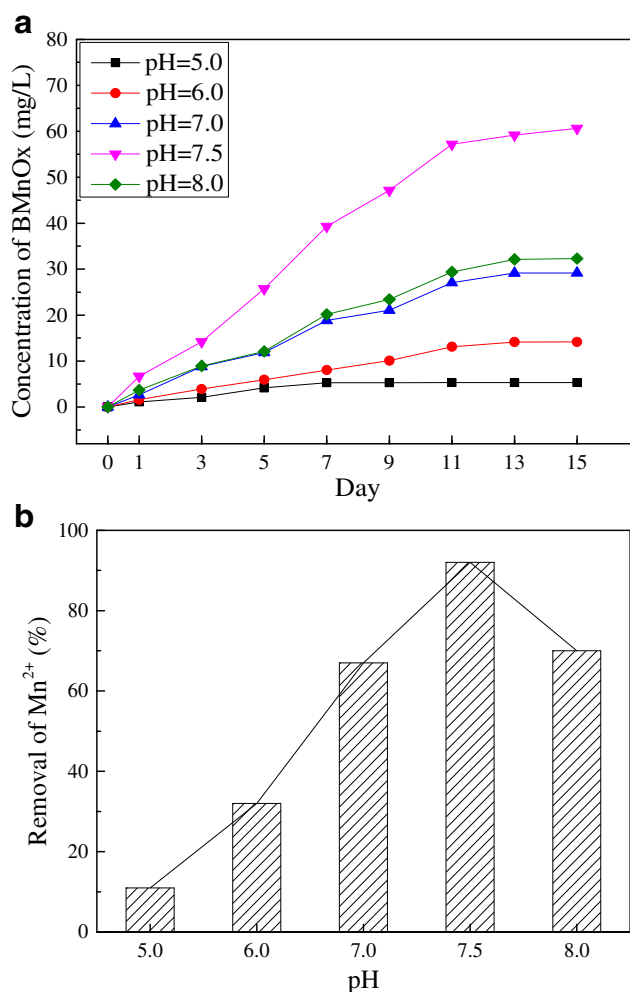 a
Concentration of BMnOx (mg/L)
80
70
60
50
40
30
20
10
0
pH=5.0
pH=6.0
pH=7.0
pH=7.5
pH=8.0
0 1 3 5 7 9 11 13 15
Day
b
Removal of Mn²⁺ (%)
100
80
60
40
20
0
5.0 6.0 7.0 7.5 8.0
pH